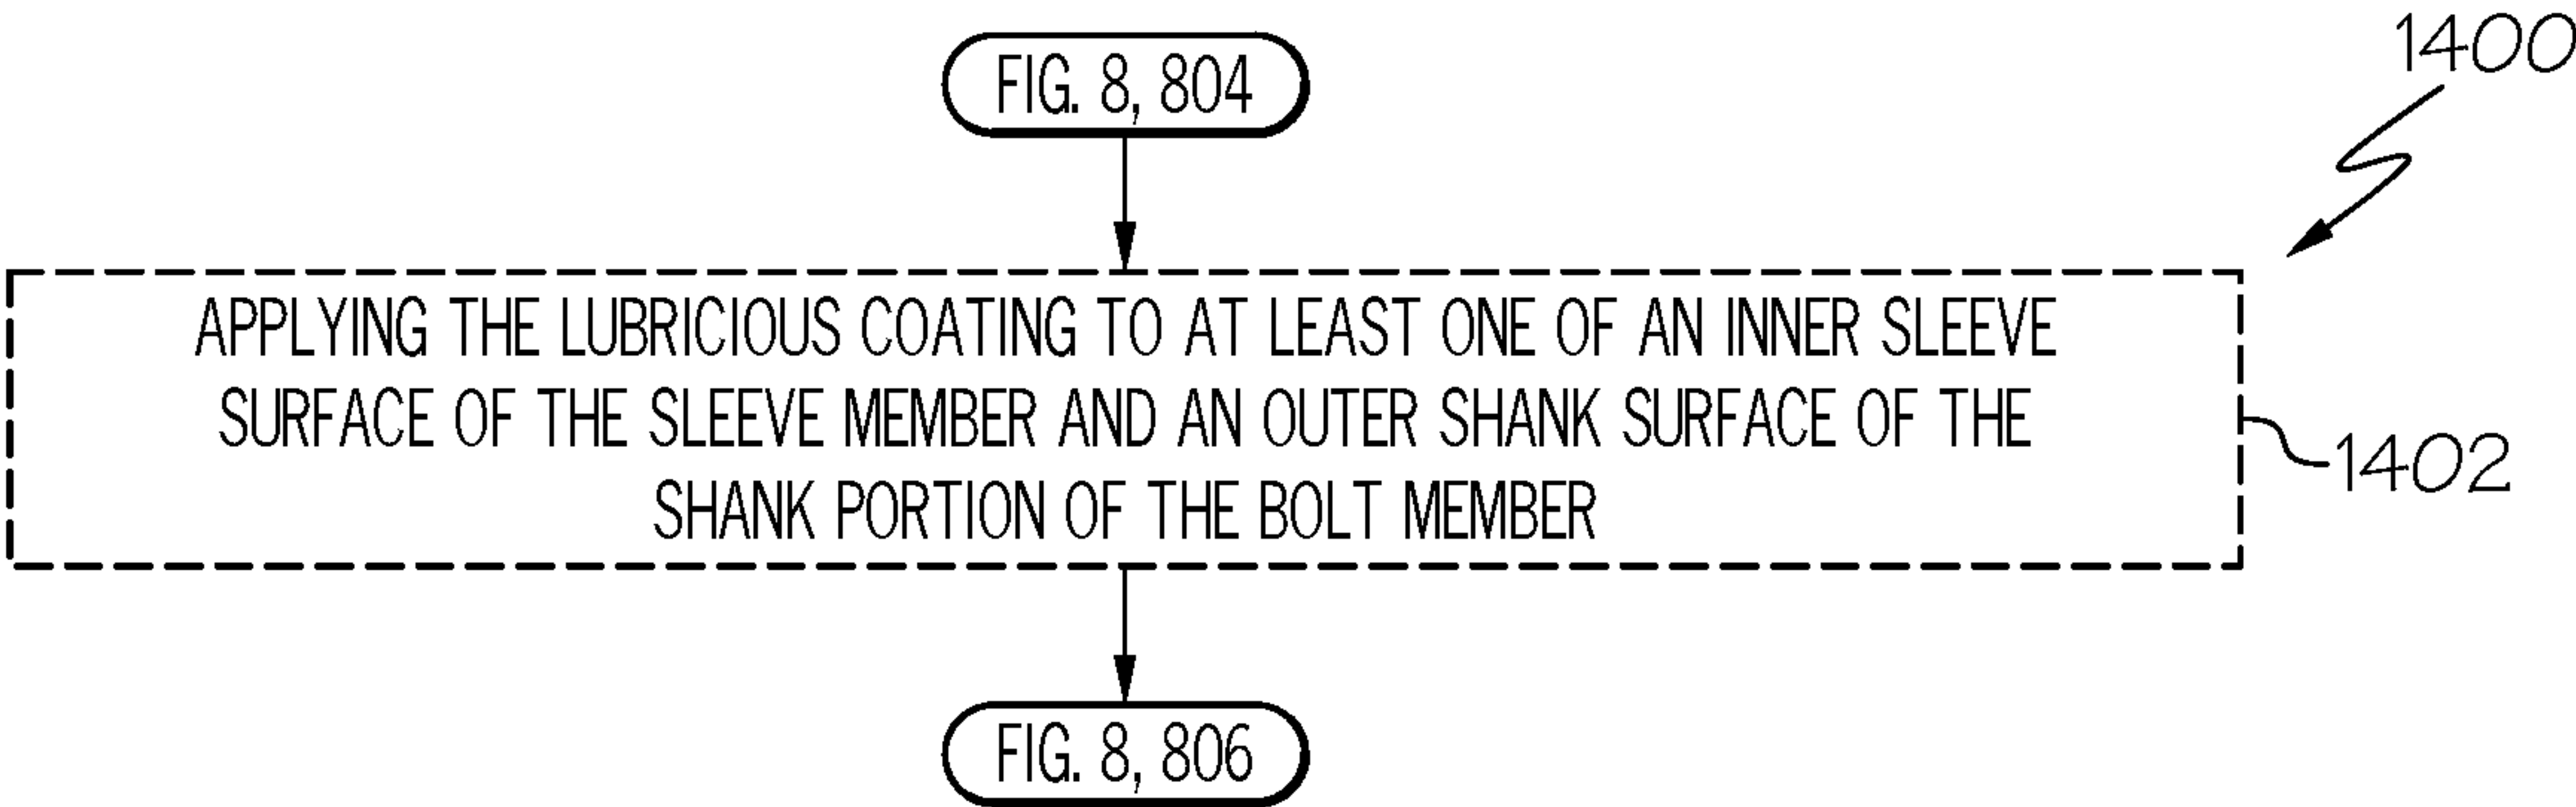 1400
FIG. 8, 804
APPLYING THE LUBRICIOUS COATING TO AT LEAST ONE OF AN INNER SLEEVE
SURFACE OF THE SLEEVE MEMBER AND AN OUTER SHANK SURFACE OF THE
SHANK PORTION OF THE BOLT MEMBER
1402
FIG. 8, 806